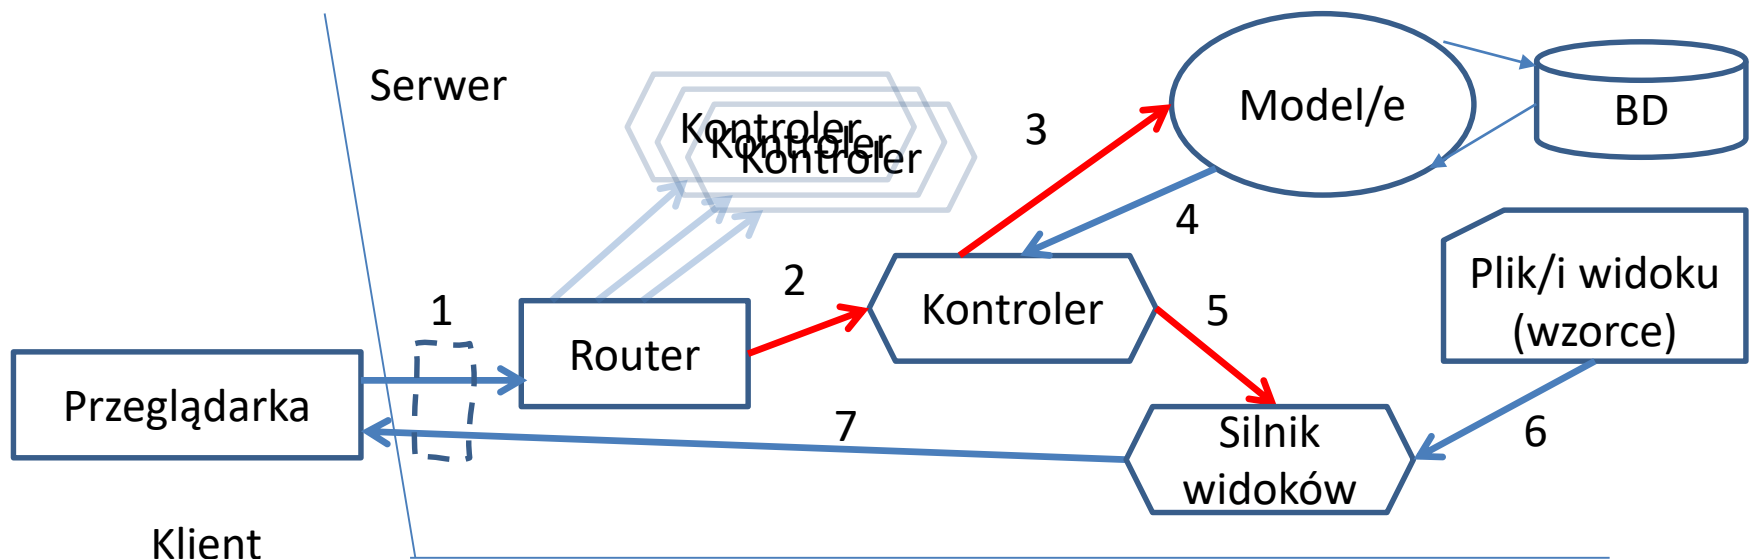 Serwer
Kontroler
Kontroler
Kontroler
3
Model/e
BD
4
2
Kontroler
5
Plik/i widoku
(wzorce)
1
Router
Przeglądarka
7
Silnik
widoków
6
Klient